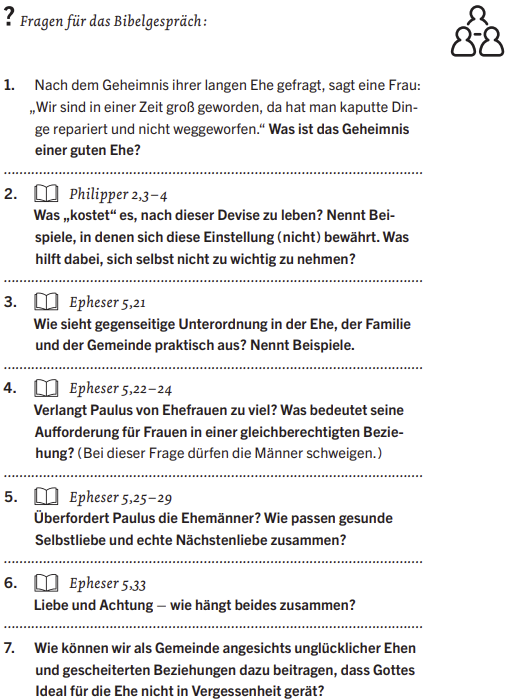 ? Fragen für das Bibelgespräch:
1. Nach dem Geheimnis ihrer langen Ehe gefragt, sagt eine Frau:
„Wir sind in einer Zeit groß geworden, da hat man kaputte Din-
ge repariert und nicht weggeworfen.“ Was ist das Geheimnis
einer guten Ehe?
2. Philipper 2,3–4
Was „kostet“ es, nach dieser Devise zu leben? Nennt Bei-
spiele, in denen sich diese Einstellung (nicht) bewährt. Was
hilft dabei, sich selbst nicht zu wichtig zu nehmen?
3. Epheser 5,21
Wie sieht gegenseitige Unterordnung in der Ehe, der Familie
und der Gemeinde praktisch aus? Nennt Beispiele.
4. Epheser 5,22–24
Verlangt Paulus von Ehefrauen zu viel? Was bedeutet seine
Aufforderung für Frauen in einer gleichberechtigten Bezie-
hung? (Bei dieser Frage dürfen die Männer schweigen.)
5. Epheser 5,25–29
Überfordert Paulus die Ehemänner? Wie passen gesunde
Selbstliebe und echte Nächstenliebe zusammen?
6. Epheser 5,33
Liebe und Achtung – wie hängt beides zusammen?
7. Wie können wir als Gemeinde angesichts unglücklicher Ehen
und gescheiterten Beziehungen dazu beitragen, dass Gottes
Ideal für die Ehe nicht in Vergessenheit gerät?